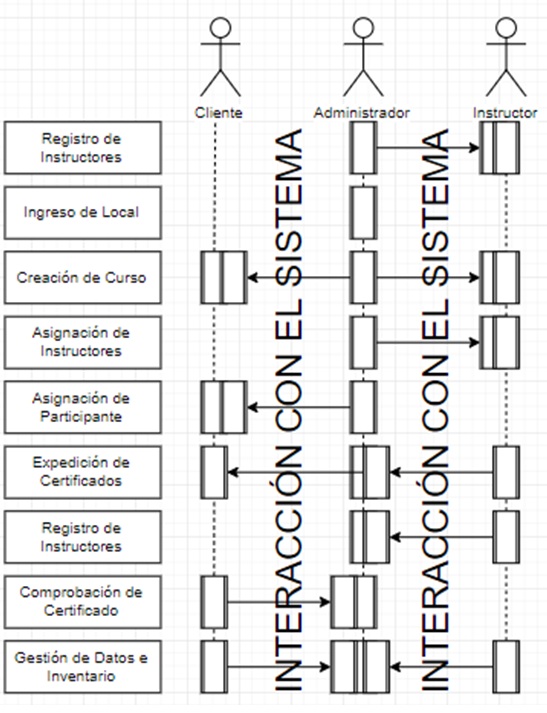 Cliente
Administrador
Instructor
Registro de
Instructores
Ingreso de Local
Creación de Curso
Asignación de
Instructores
Asignación de
Participante
Expedición de
Certificados
Registro de
Instructores
Comprobación de
Certificado
Gestión de Datos e
Inventario
INTERACCIÓN CON EL SISTEMA
INTERACCIÓN CON EL SISTEMA